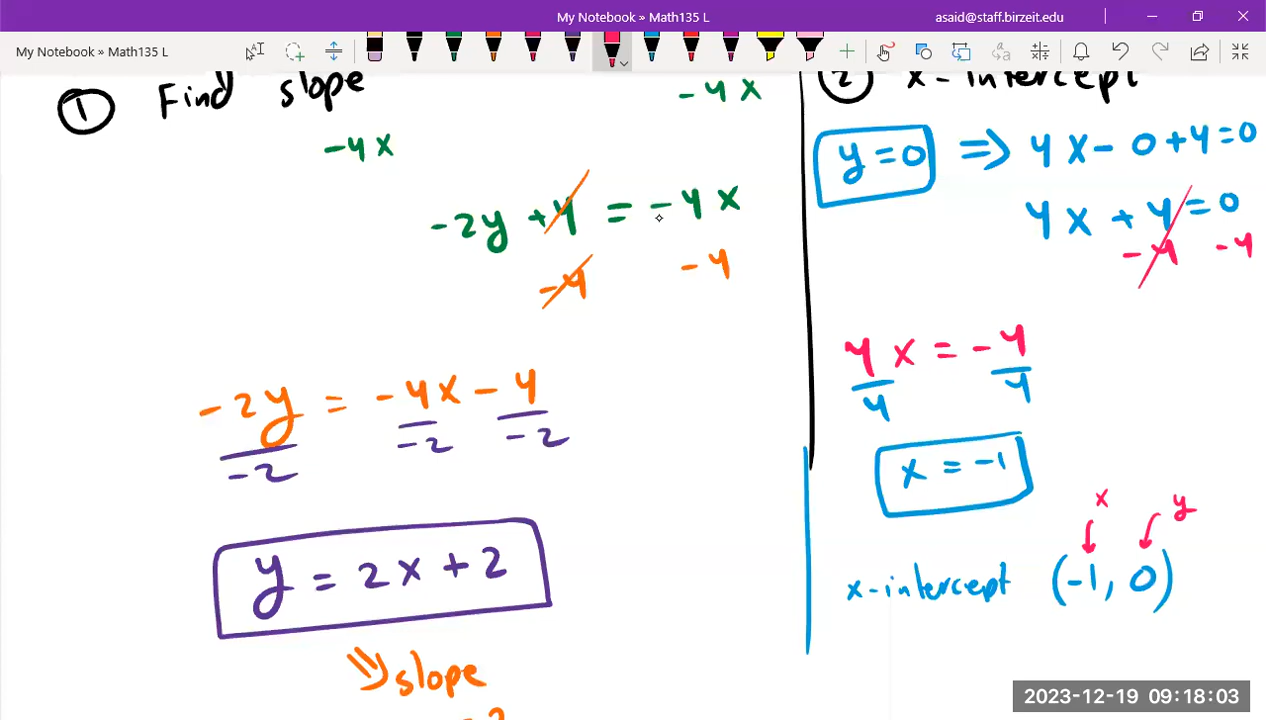 My Notebook » Math135 L
asaid@staff.birzeit.edu
My Notebook » Math135 L
① Find slope
-4x
-4x
-2y +4 = -4x
-4 -4
-2y = -4x - 4
-2 -2 -2
y = 2x + 2
⇒ slope
② x-intercept
y = 0 ⇒ 4x - 0 + 4 = 0
4x + 4 = 0
-4 -4
4x = -4
4 4
x = -1
x y
x-intercept (-1, 0)
2023-12-19 09:18:03